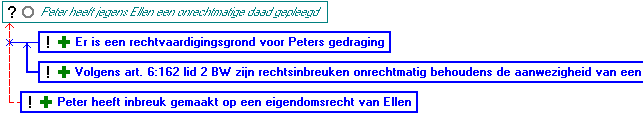 ? Peter heeft jegens Ellen een onrechtmatige daad gepleegd
! Er is een rechtvaardigingsgrond voor Peters gedraging
! Volgens art. 6:162 lid 2 BW zijn rechtsinbreuken onrechtmatig behoudens de aanwezigheid van een
! Peter heeft inbreuk gemaakt op een eigendomsrecht van Ellen